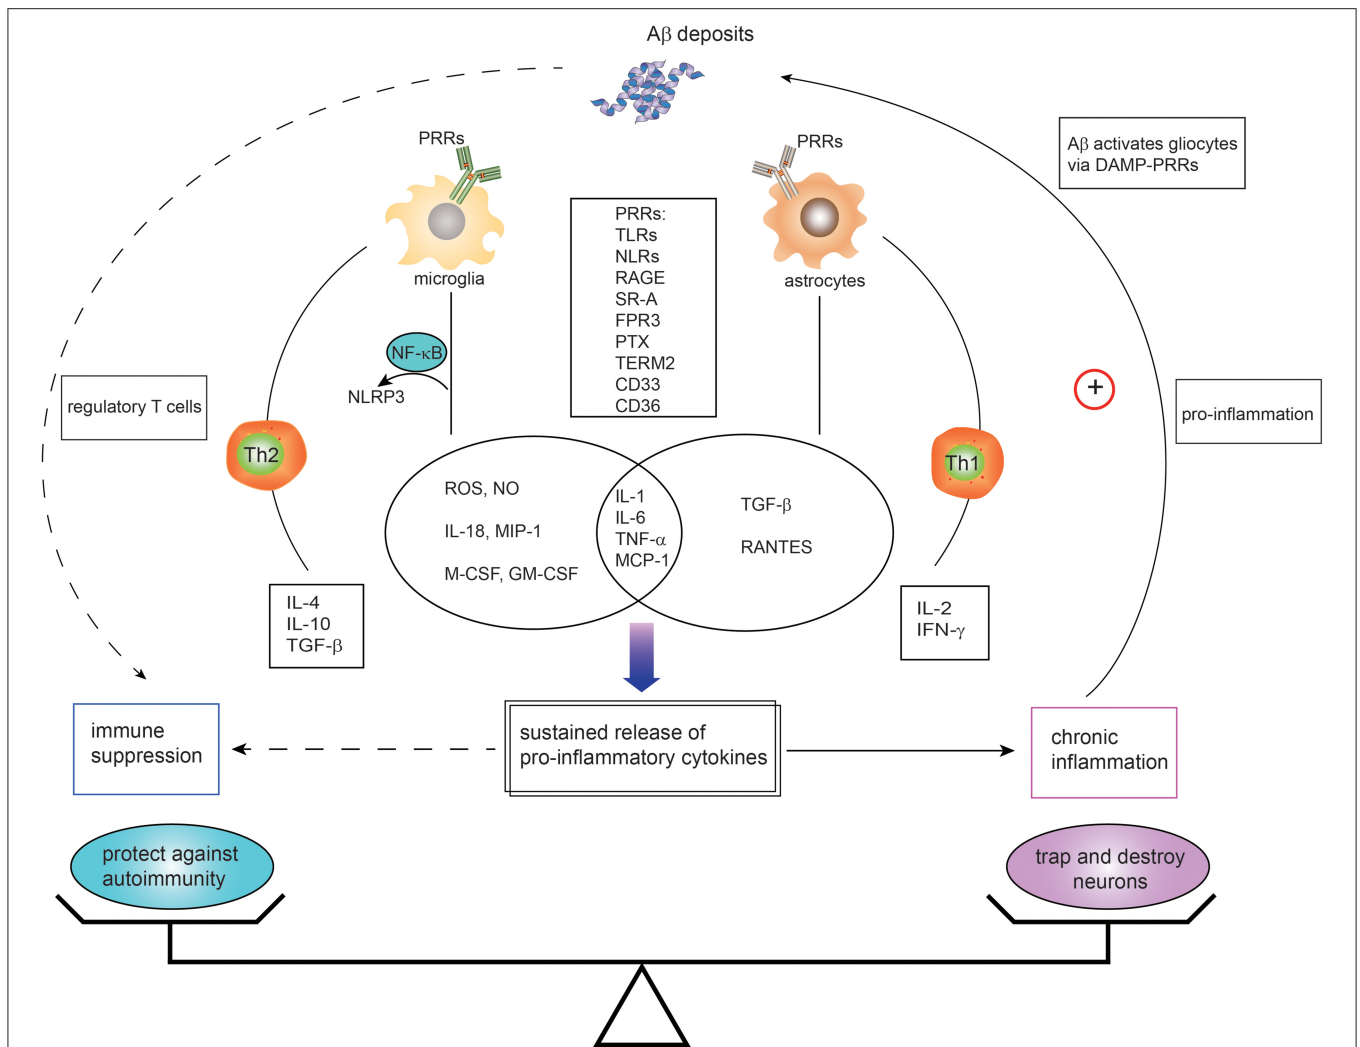 Aβ deposits
PRRs
PRRs
Aβ activates gliocytes
via DAMP-PRRs
microglia
astrocytes
PRRs:
TLRs
NLRs
RAGE
SR-A
FPR3
PTX
TERM2
CD33
CD36
NF-κB
NLRP3
regulatory T cells
+
pro-inflammation
Th2
Th1
ROS, NO
IL-18, MIP-1
M-CSF, GM-CSF
IL-1
IL-6
TNF-α
MCP-1
TGF-β
RANTES
IL-4
IL-10
TGF-β
IL-2
IFN-γ
immune
suppression
sustained release of
pro-inflammatory cytokines
chronic
inflammation
protect against
autoimmunity
trap and destroy
neurons